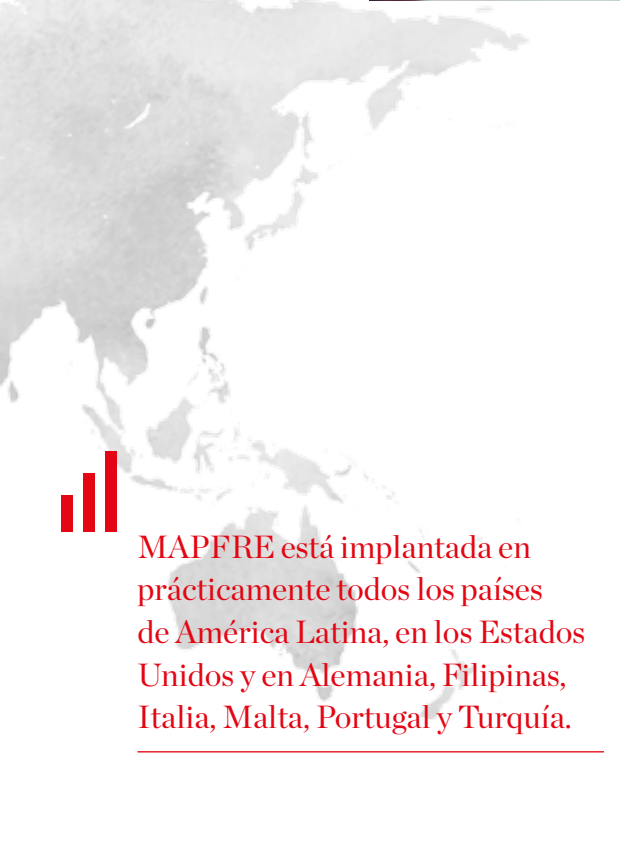 MAPFRE está implantada en
prácticamente todos los países
de América Latina, en los Estados
Unidos y en Alemania, Filipinas,
Italia, Malta, Portugal y Turquía.